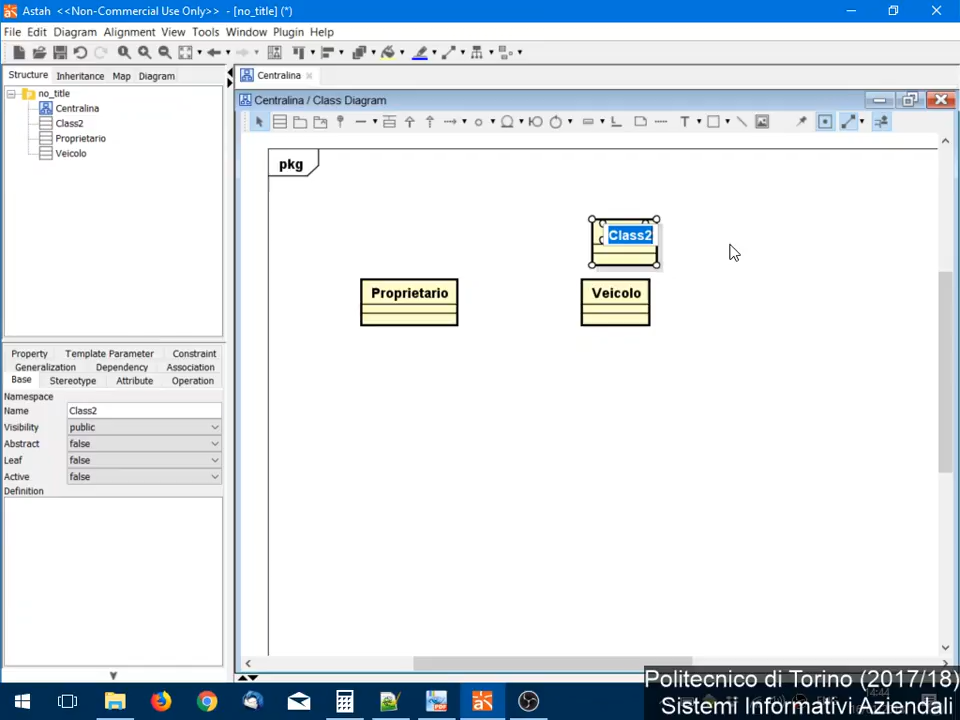 Astah <<Non-Commercial Use Only>> - [no_title] (*)
File Edit Diagram Alignment View Tools Window Plugin Help
Structure Inheritance Map Diagram
Centralina
no_title
Centralina
Class2
Proprietario
Veicolo
Centralina / Class Diagram
pkg
Class2
Proprietario
Veicolo
Property Template Parameter Constraint
Generalization Dependency Association
Base Stereotype Attribute Operation
Namespace
Name Class2
Visibility public
Abstract false
Leaf false
Active false
Definition
Politecnico di Torino (2017/18)
Sistemi Informativi Aziendali
14:44